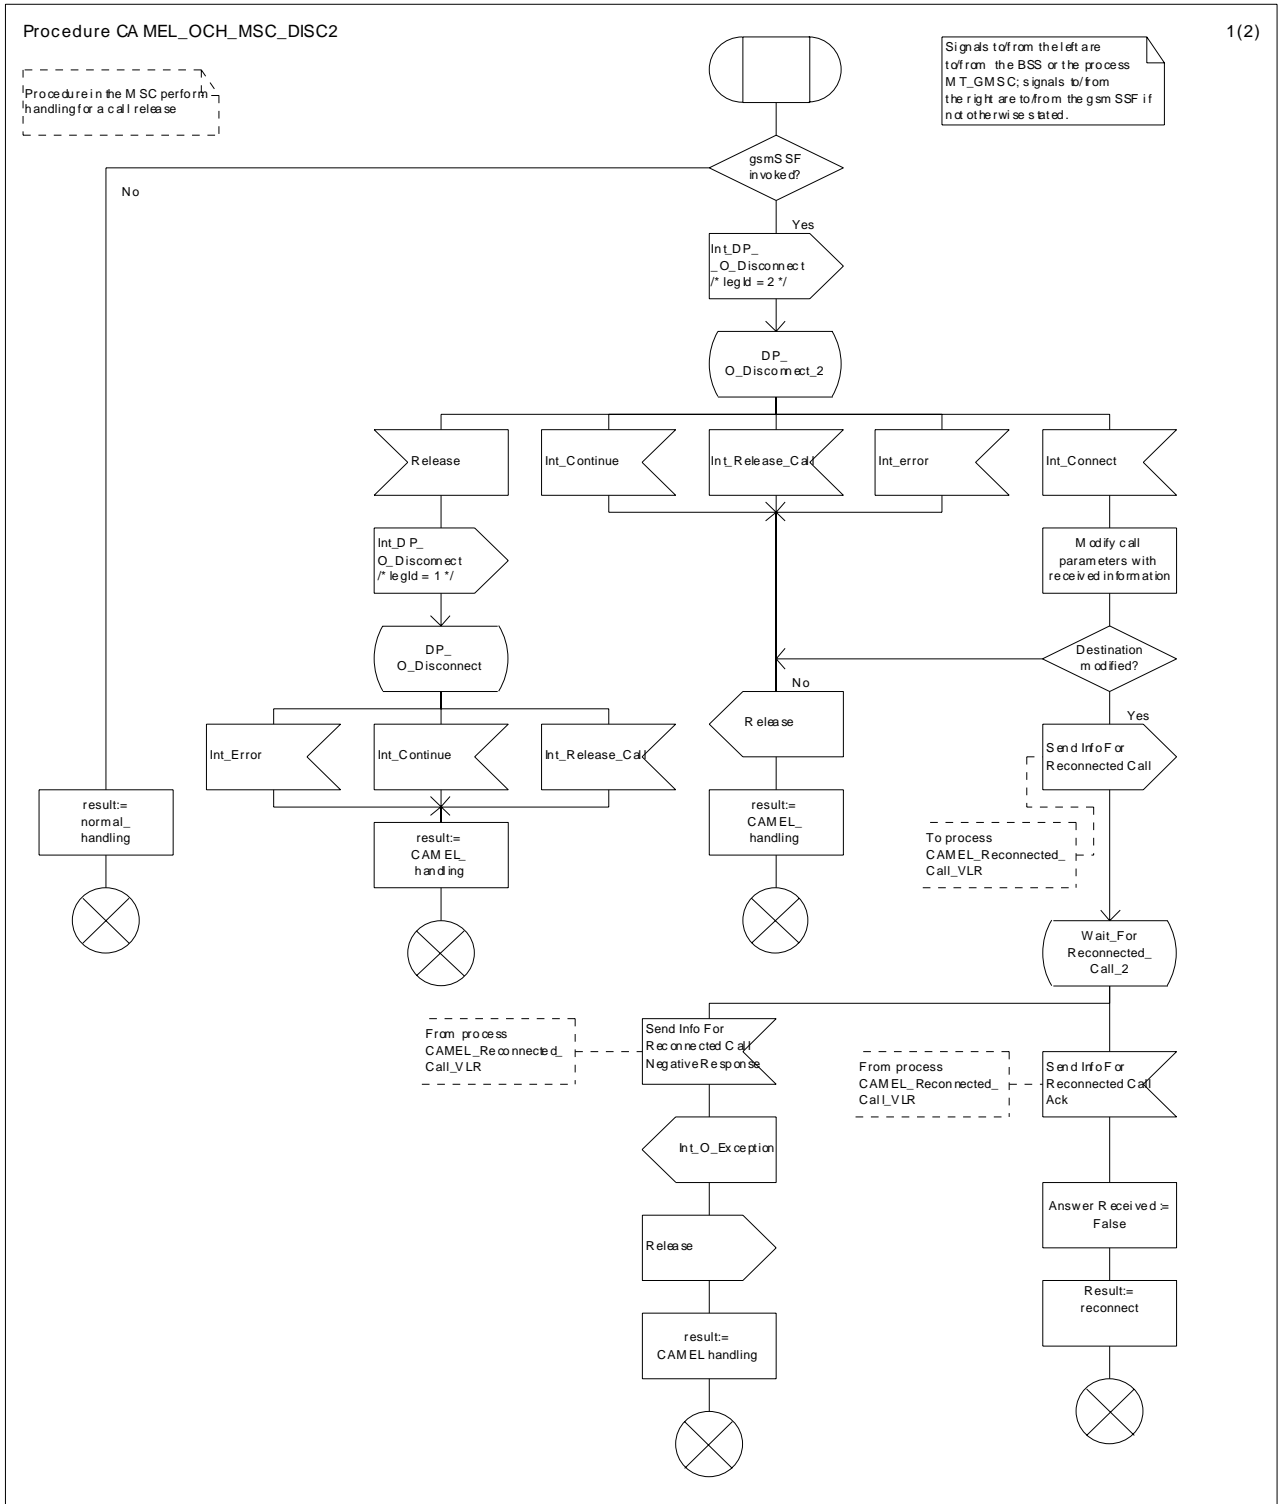 Procedure CAMEL_OCH_MSC_DISC2
1(2)
Procedure in the MSC perform
handling for a call release
Signals to/from the left are
to/from the BSS or the process
MT_GMSC; signals to/from
the right are to/from the gsmSSF if
not otherwise stated.
gsmSSF
invoked?
No
Yes
Int_DP_
_O_Disconnect
/* legId = 2 */
DP_
O_Disconnect_2
Release
Int_Continue
Int_Release_Call
Int_error
Int_Connect
Int_DP_
O_Disconnect
/* legId = 1 */
Modify call
parameters with
received information
DP_
O_Disconnect
Destination
modified?
No
Yes
Int_Error
Int_Continue
Int_Release_Call
Release
Send Info For
Reconnected Call
result:=
normal_
handling
result:=
CAMEL_
handling
result:=
CAMEL_
handling
To process
CAMEL_Reconnected_
Call_VLR
Wait_For
Reconnected_
Call_2
From process
CAMEL_Reconnected_
Call_VLR
Send Info For
Reconnected Call
Negative Response
From process
CAMEL_Reconnected_
Call_VLR
Send Info For
Reconnected Call
Ack
Int_O_Exception
Answer Received :=
False
Release
Result:=
reconnect
result:=
CAMEL handling